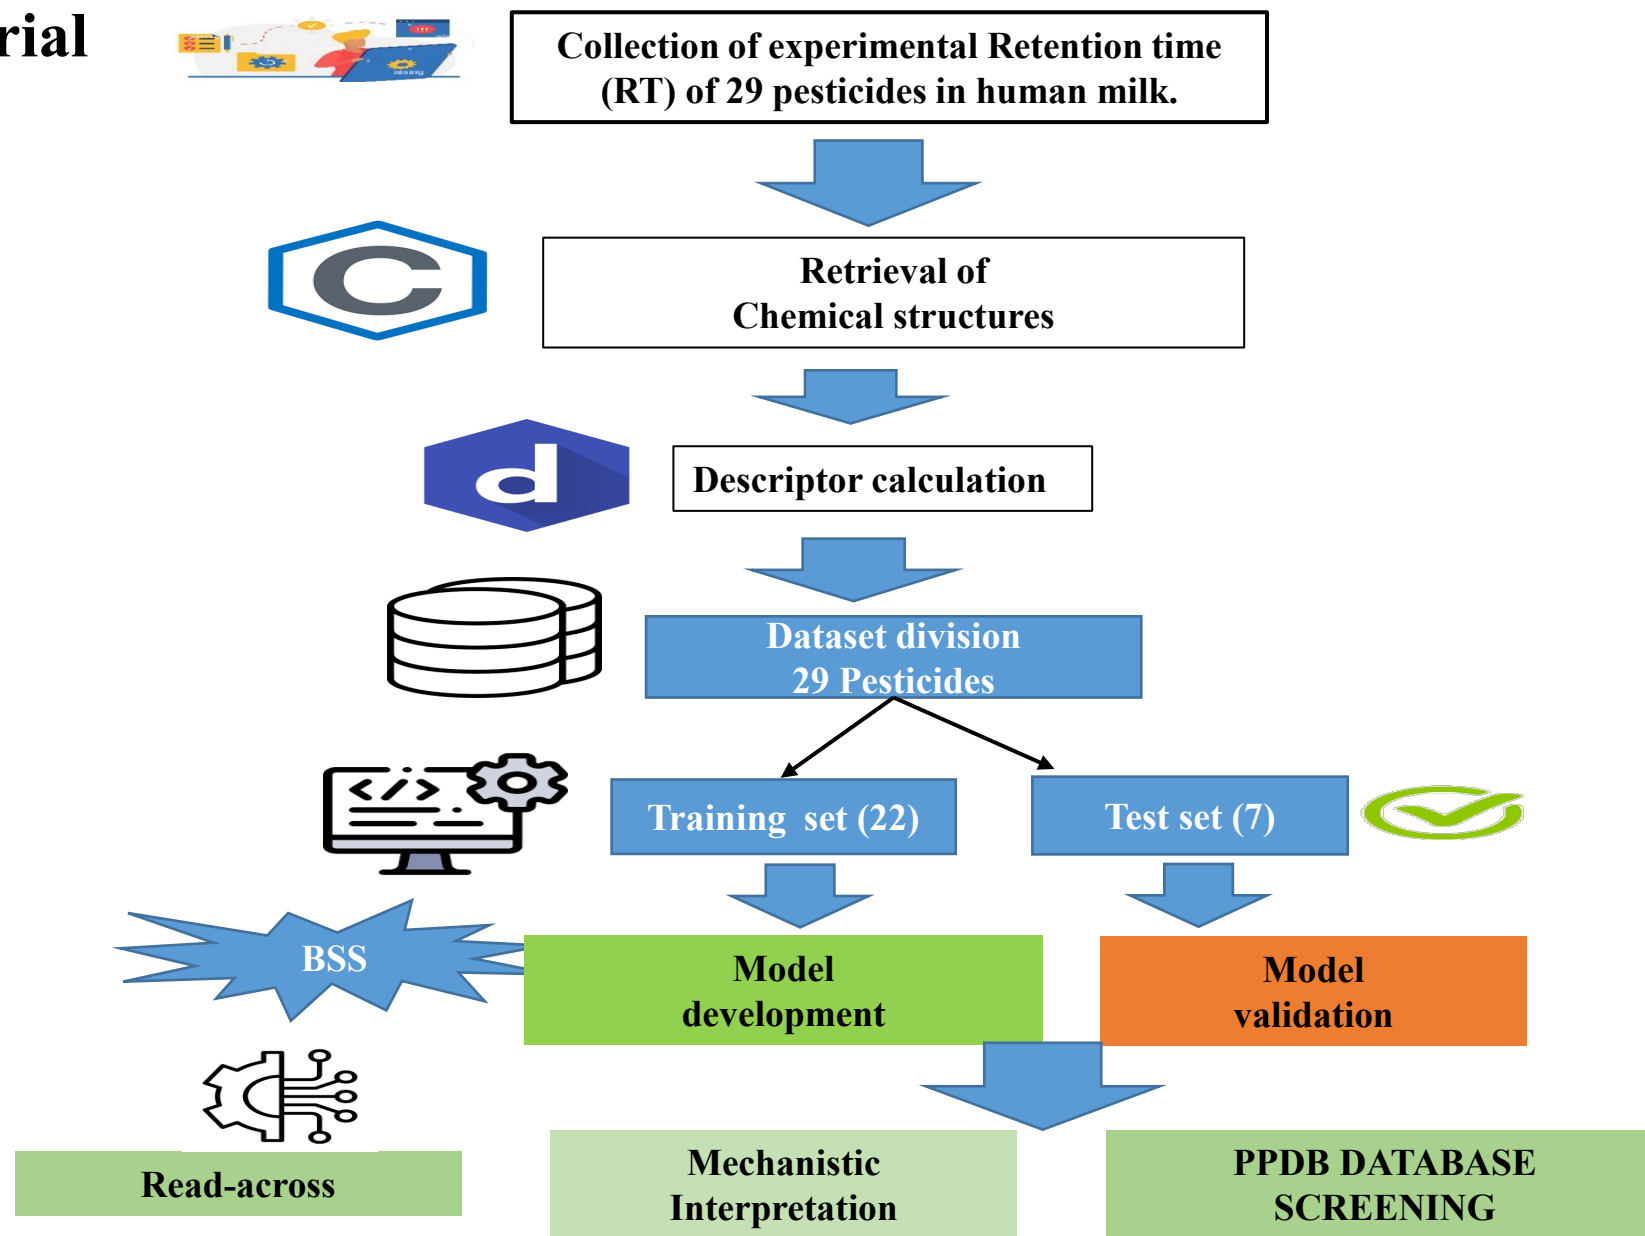 rial
Collection of experimental Retention time
(RT) of 29 pesticides in human milk.
C
Retrieval of
Chemical structures
d
Descriptor calculation
Dataset division
29 Pesticides
</>
Training set (22)
Test set (7)
BSS
Model
development
Model
validation
Read-across
Mechanistic
Interpretation
PPDB DATABASE
SCREENING